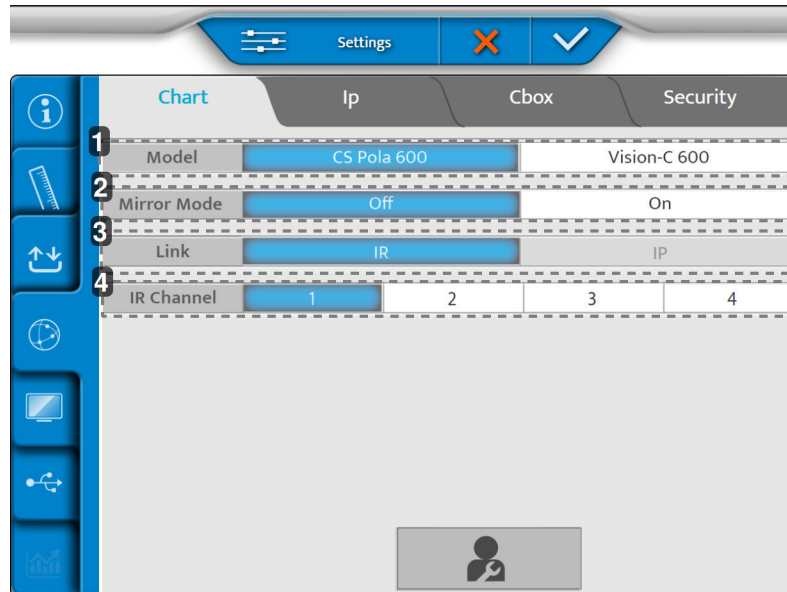 Settings
Chart Ip Cbox Security
1
Model CS Pola 600 Vision-C 600
2
Mirror Mode Off On
3
Link IR IP
4
IR Channel 1 2 3 4